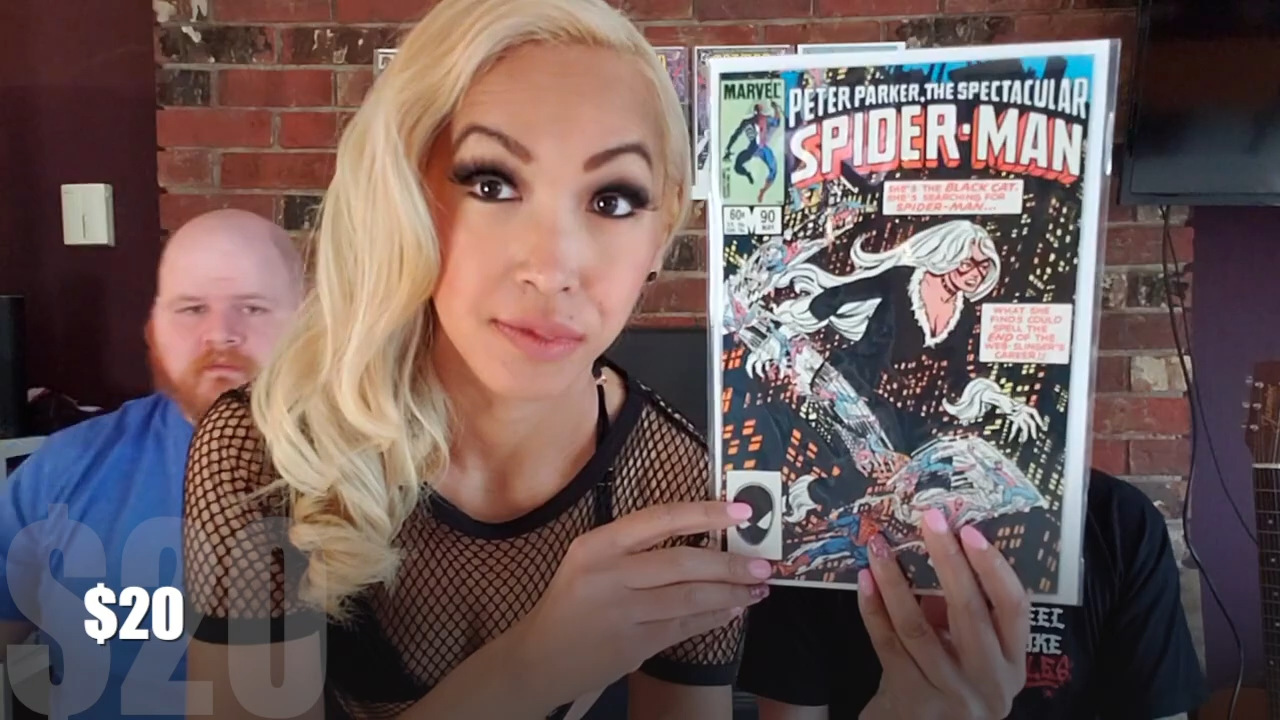 MARVEL
PETER PARKER, THE SPECTACULAR
SPIDER-MAN
60¢
90
MAY
SHE'S THE BLACK CAT.
SHE'S SEARCHING FOR
SPIDER-MAN...
WHAT SHE
FINDS COULD
SPELL THE
END OF THE
WEB-SLINGER'S
CAREER!!
$20
$20
EEL